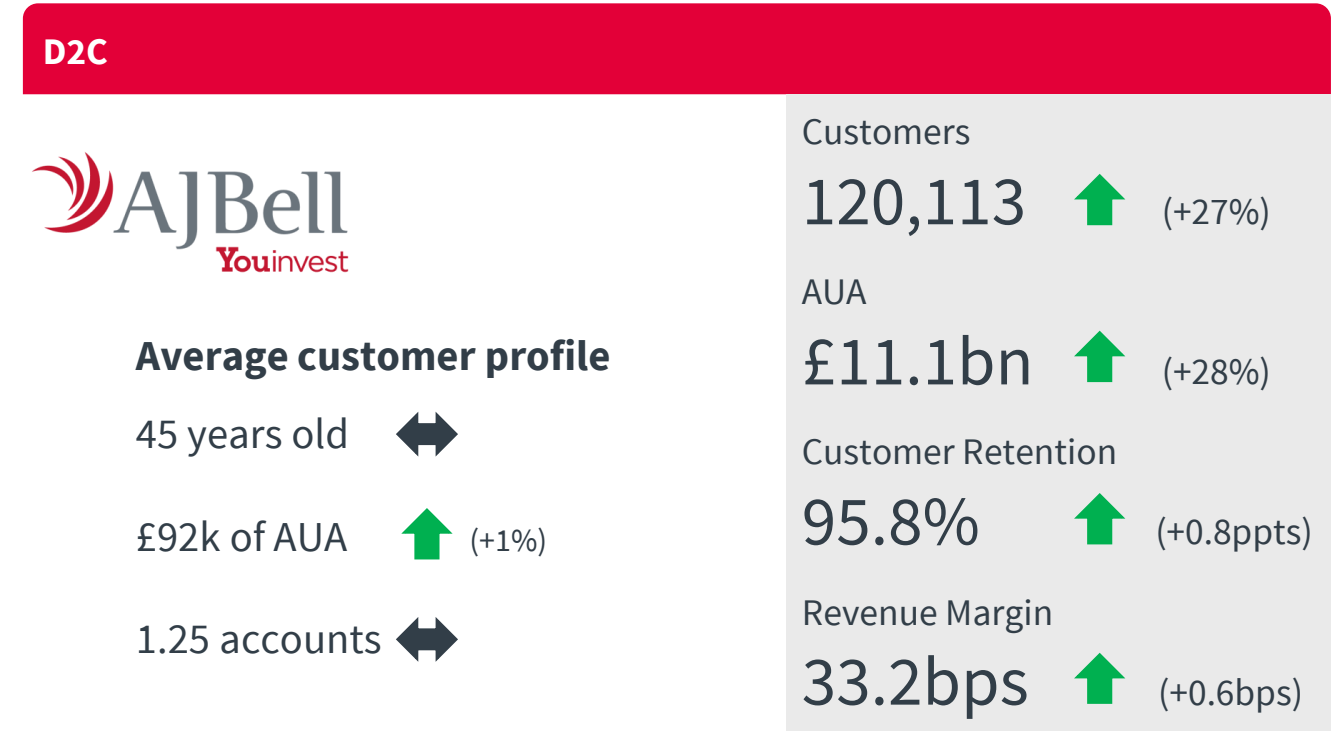 D2C
AJBell
Youinvest
Average customer profile
45 years old
£92k of AUA (+1%)
1.25 accounts
Customers
120,113 (+27%)
AUA
£11.1bn (+28%)
Customer Retention
95.8% (+0.8ppts)
Revenue Margin
33.2bps (+0.6bps)